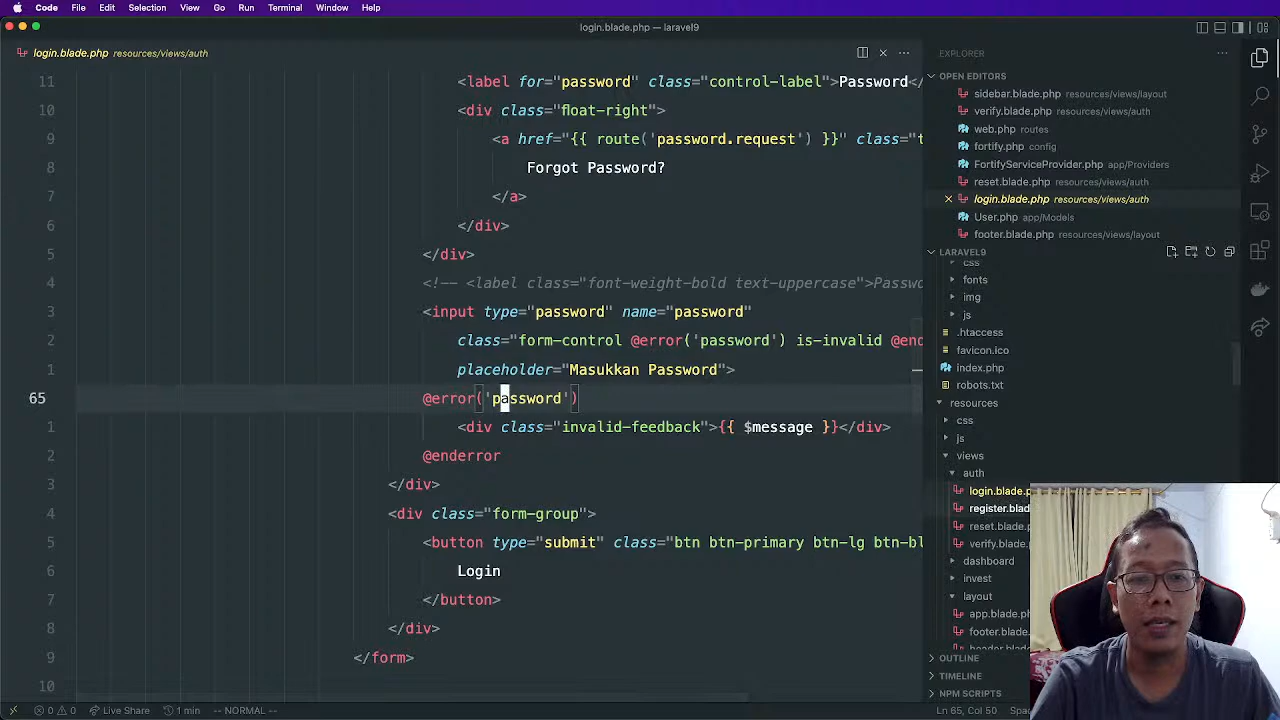 Code File Edit Selection View Go Run Terminal Window Help
login.blade.php — laravel9
login.blade.php resources/views/auth
11 <label for="password" class="control-label">Password</
10 <div class="float-right">
9 <a href="{{ route('password.request') }}" class="t
8 Forgot Password?
7 </a>
6 </div>
5 </div>
4 <!-- <label class="font-weight-bold text-uppercase">Passwo
3 <input type="password" name="password"
2 class="form-control @error('password') is-invalid @end
1 placeholder="Masukkan Password">
65 @error('password')
1 <div class="invalid-feedback">{{ $message }}</div>
2 @enderror
3 </div>
4 <div class="form-group">
5 <button type="submit" class="btn btn-primary btn-lg btn-bl
6 Login
7 </button>
8 </div>
9 </form>
10
EXPLORER
OPEN EDITORS
sidebar.blade.php resources/views/layout
verify.blade.php resources/views/auth
web.php routes
fortify.php config
FortifyServiceProvider.php app/Providers
reset.blade.php resources/views/auth
login.blade.php resources/views/auth
User.php app/Models
footer.blade.php resources/views/layout
LARAVEL9
css
fonts
img
js
.htaccess
favicon.ico
index.php
robots.txt
resources
css
js
views
auth
login.blade.p
register.blad
reset.blade.p
verify.blade.p
dashboard
invest
layout
app.blade.ph
footer.blade.
header.blade
OUTLINE
TIMELINE
NPM SCRIPTS
0 0 Live Share 1 min -- NORMAL -- Ln 65, Col 50 Spac